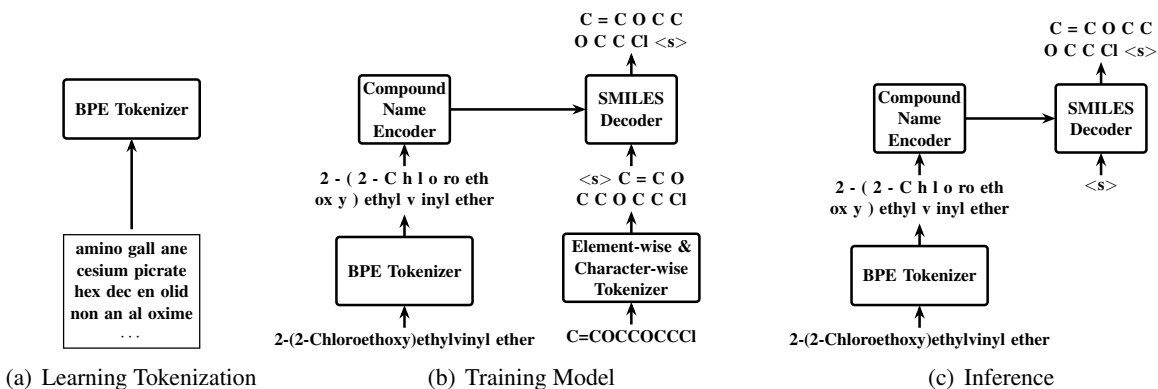 BPE Tokenizer
amino gall ane
cesium picrate
hex dec en olid
non an al oxime
. . .
(a) Learning Tokenization
C = C O C C
O C C Cl <s>
Compound
Name
Encoder
SMILES
Decoder
2 - ( 2 - C h l o ro eth
ox y ) ethyl v inyl ether
<s> C = C O
C C O C C Cl
BPE Tokenizer
Element-wise &
Character-wise
Tokenizer
2-(2-Chloroethoxy)ethylvinyl ether
C=COCCOCCCl
(b) Training Model
C = C O C C
O C C Cl <s>
Compound
Name
Encoder
SMILES
Decoder
2 - ( 2 - C h l o ro eth
ox y ) ethyl v inyl ether
<s>
BPE Tokenizer
2-(2-Chloroethoxy)ethylvinyl ether
(c) Inference